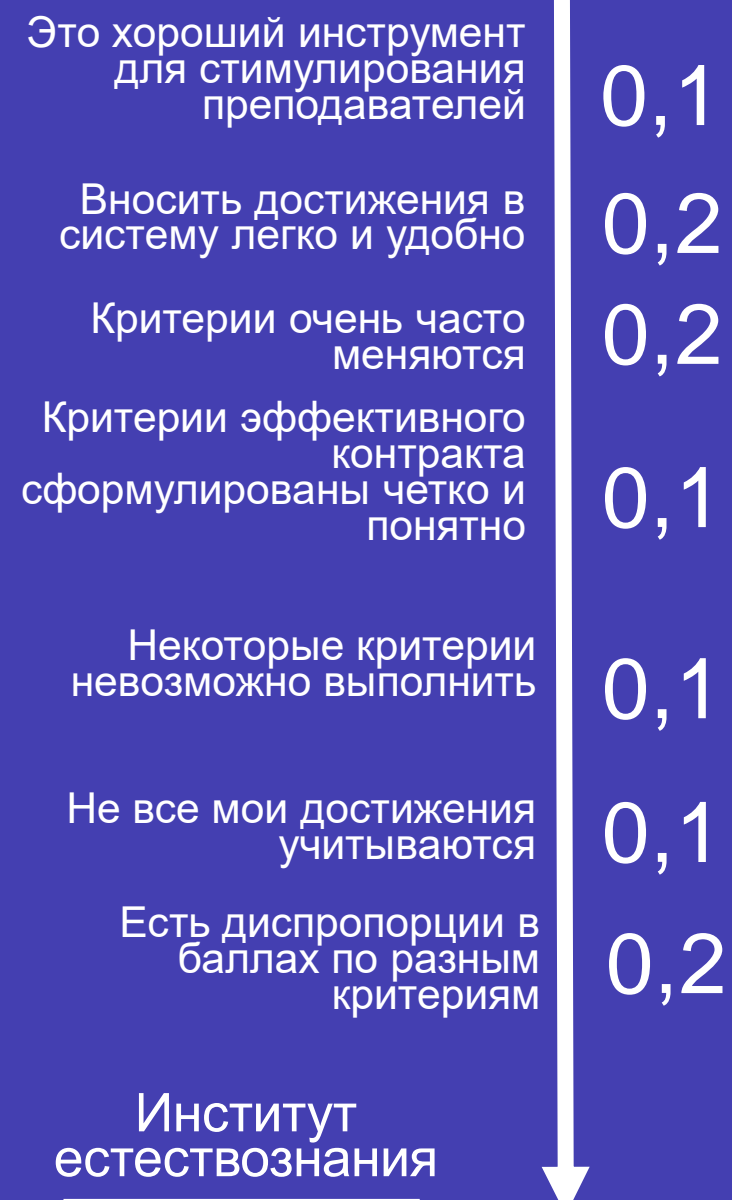 Это хороший инструмент
для стимулирования
преподавателей
0,1
Вносить достижения в
систему легко и удобно
0,2
Критерии очень часто
меняются
0,2
Критерии эффективного
контракта
сформулированы четко и
понятно
0,1
Некоторые критерии
невозможно выполнить
0,1
Не все мои достижения
учитываются
0,1
Есть диспропорции в
баллах по разным
критериям
0,2
Институт
естествознания